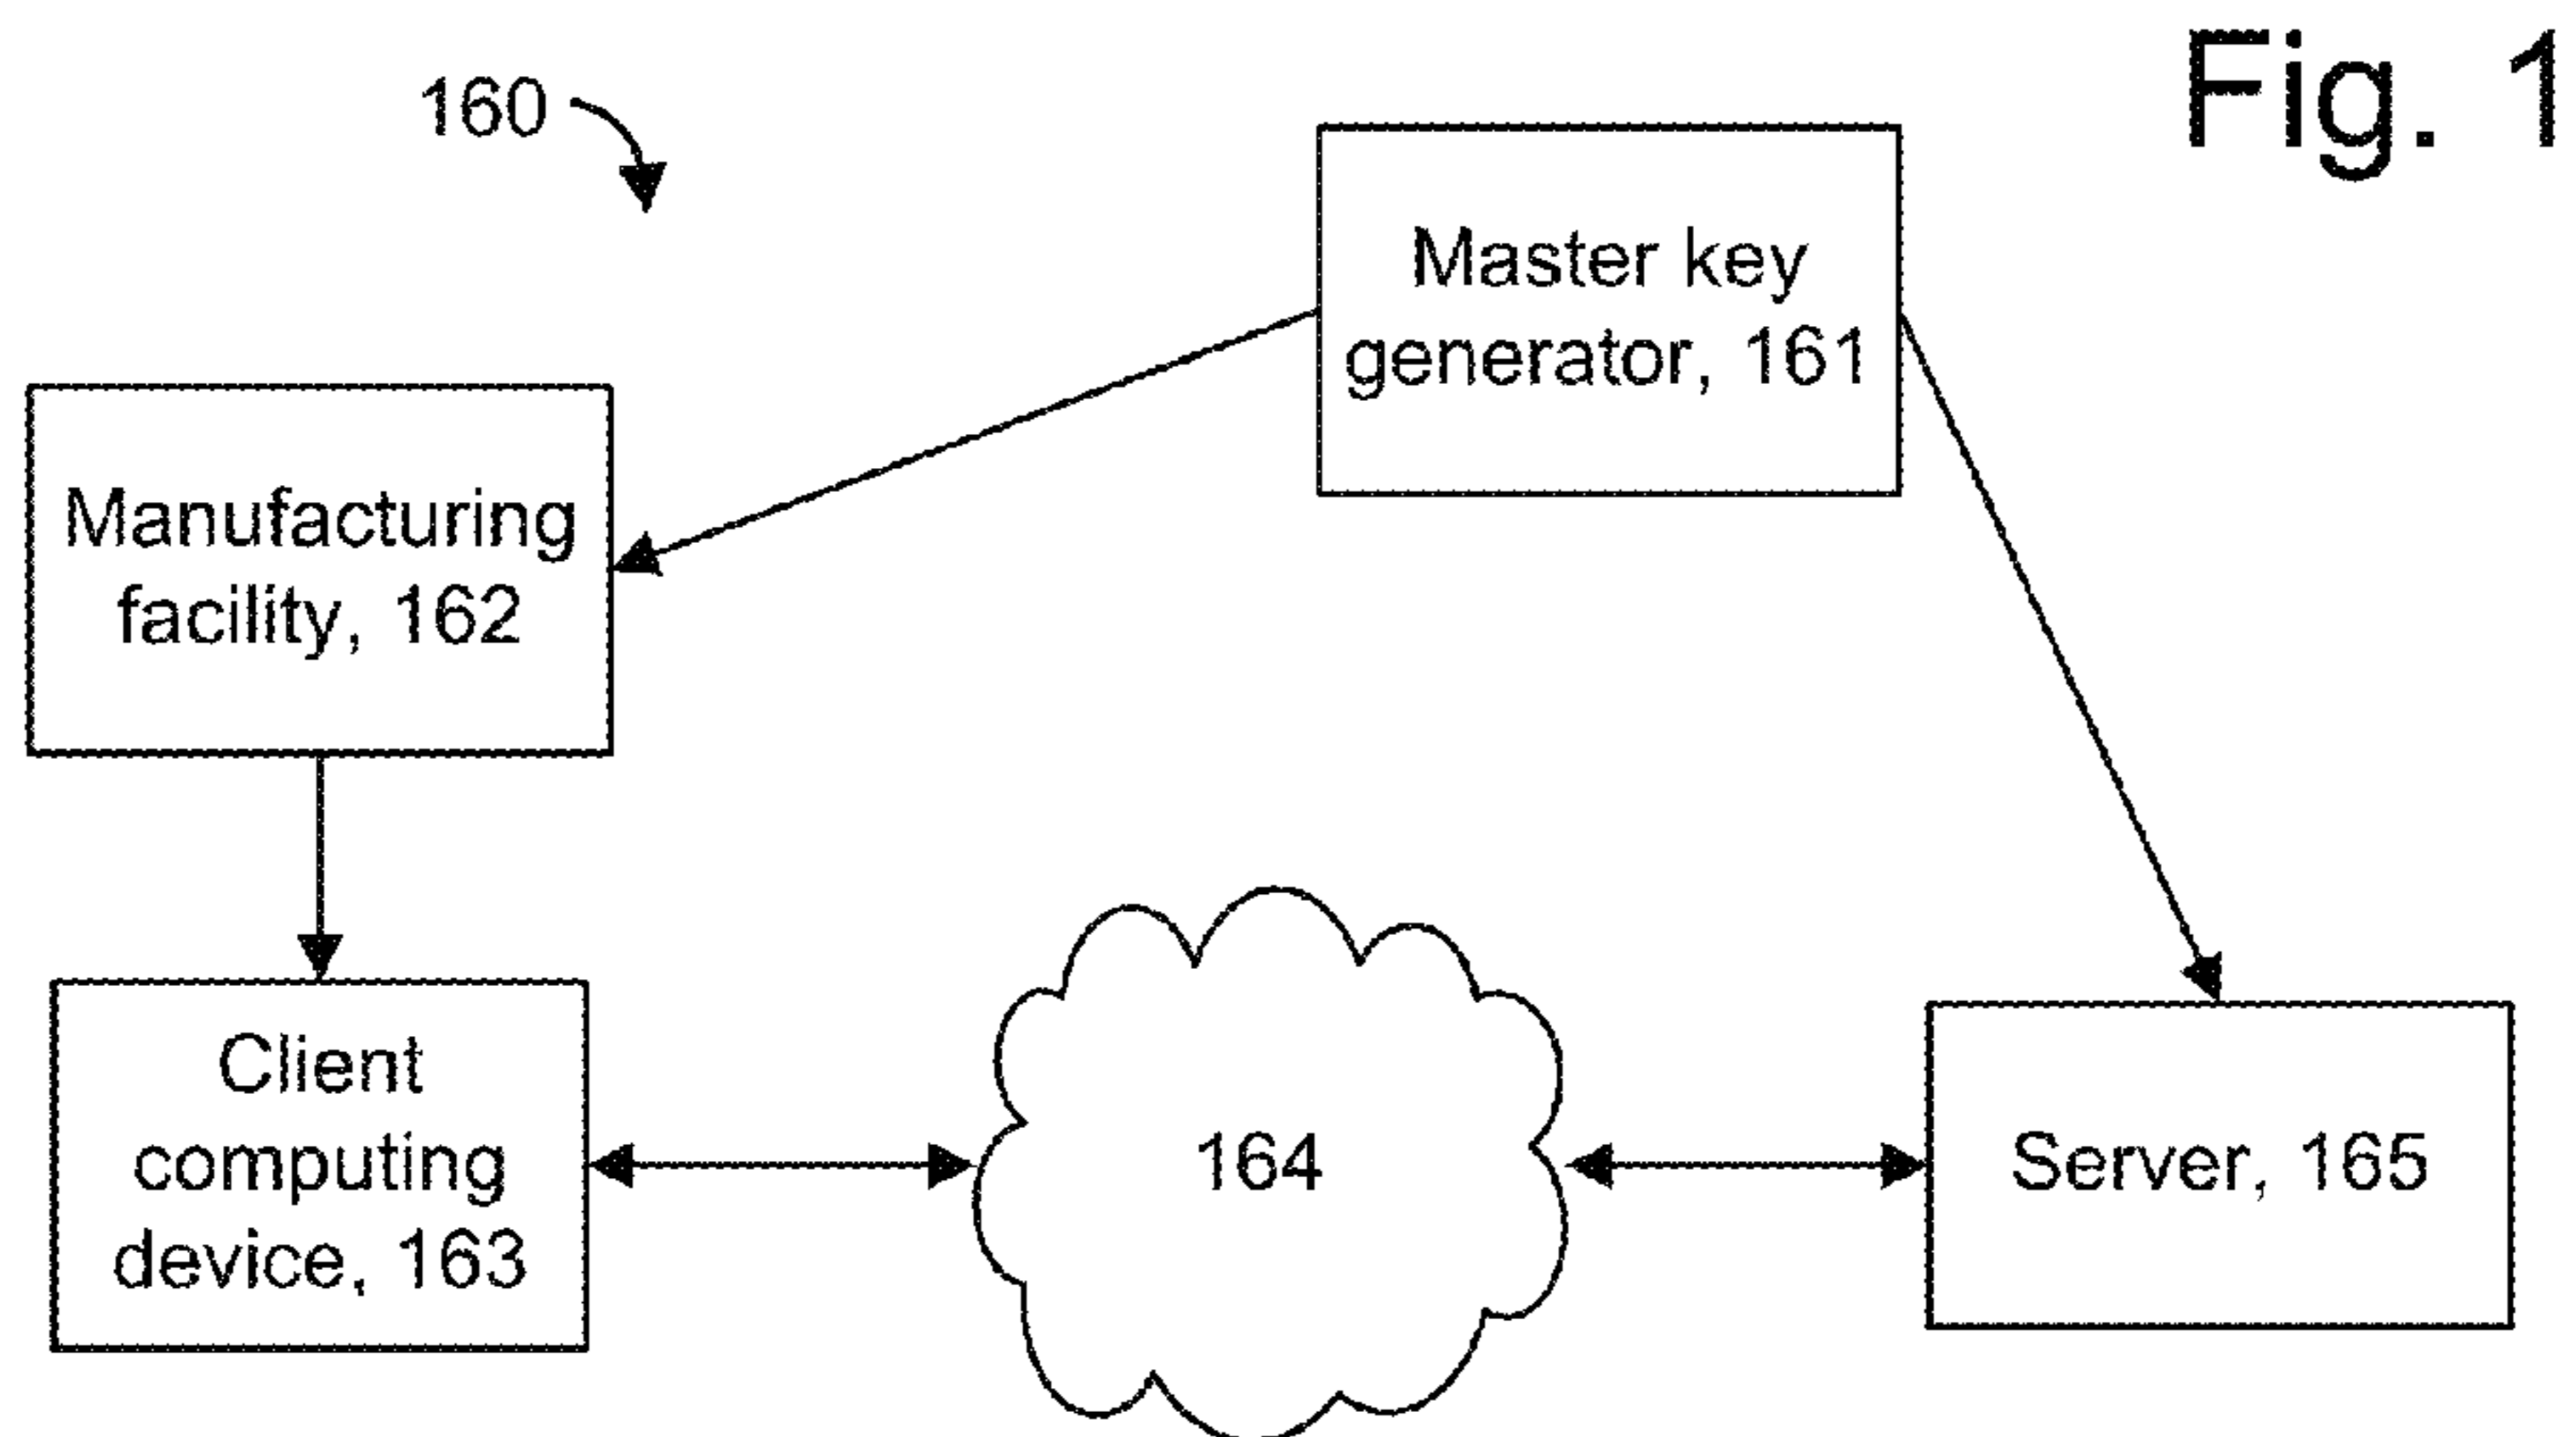 Fig. 1
160
Master key
generator, 161
Manufacturing
facility, 162
Client
computing
device, 163
164
Server, 165